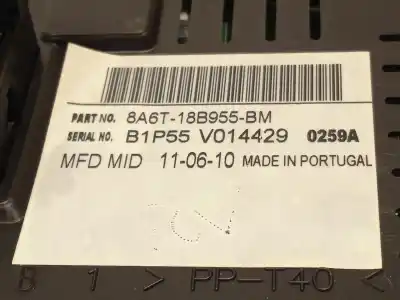 PART NO. 8A6T-18B955-BM
SERIAL NO. B1P55 V014429 0259A
MFD MID 11-06-10 MADE IN PORTUGAL
8 1 > PP-T40 <